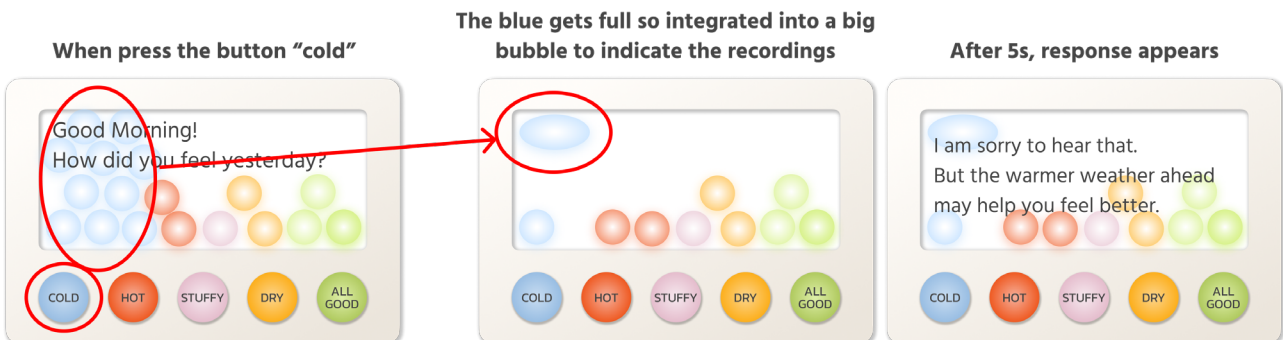 When press the button “cold”
Good Morning!
How did you feel yesterday?
COLD
HOT
STUFFY
DRY
ALL
GOOD
The blue gets full so integrated into a big
bubble to indicate the recordings
COLD
HOT
STUFFY
DRY
ALL
GOOD
After 5s, response appears
I am sorry to hear that.
But the warmer weather ahead
may help you feel better.
COLD
HOT
STUFFY
DRY
ALL
GOOD